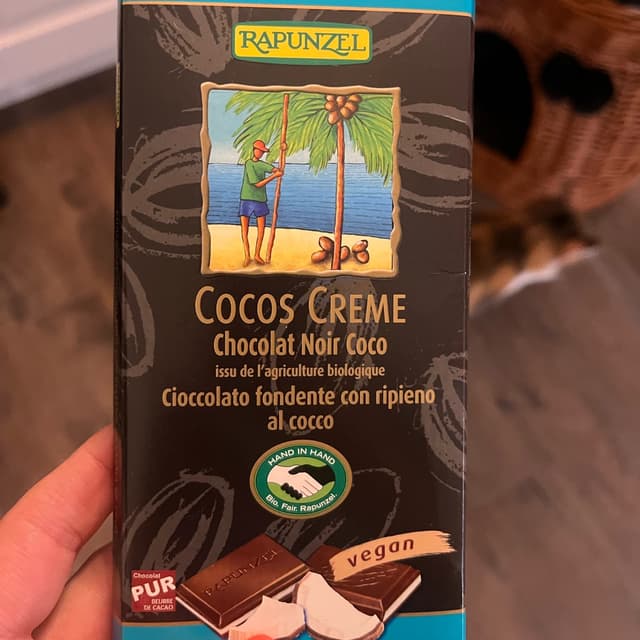 RAPUNZEL
COCOS CREME
Chocolat Noir Coco
issu de l'agriculture biologique
Cioccolato fondente con ripieno
al cocco
HAND IN HAND
Bio. Fair. Rapunzel.
vegan
RAPUNZEL
Chocolat
PUR
BEURRE
DE CACAO